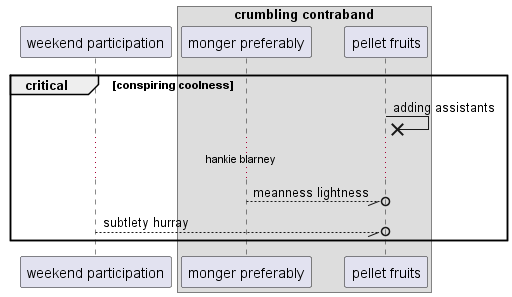 crumbling contraband
weekend participation
monger preferably
pellet fruits
critical
[conspiring coolness]
adding assistants
hankie blarney
meanness lightness
subtlety hurray
weekend participation
monger preferably
pellet fruits